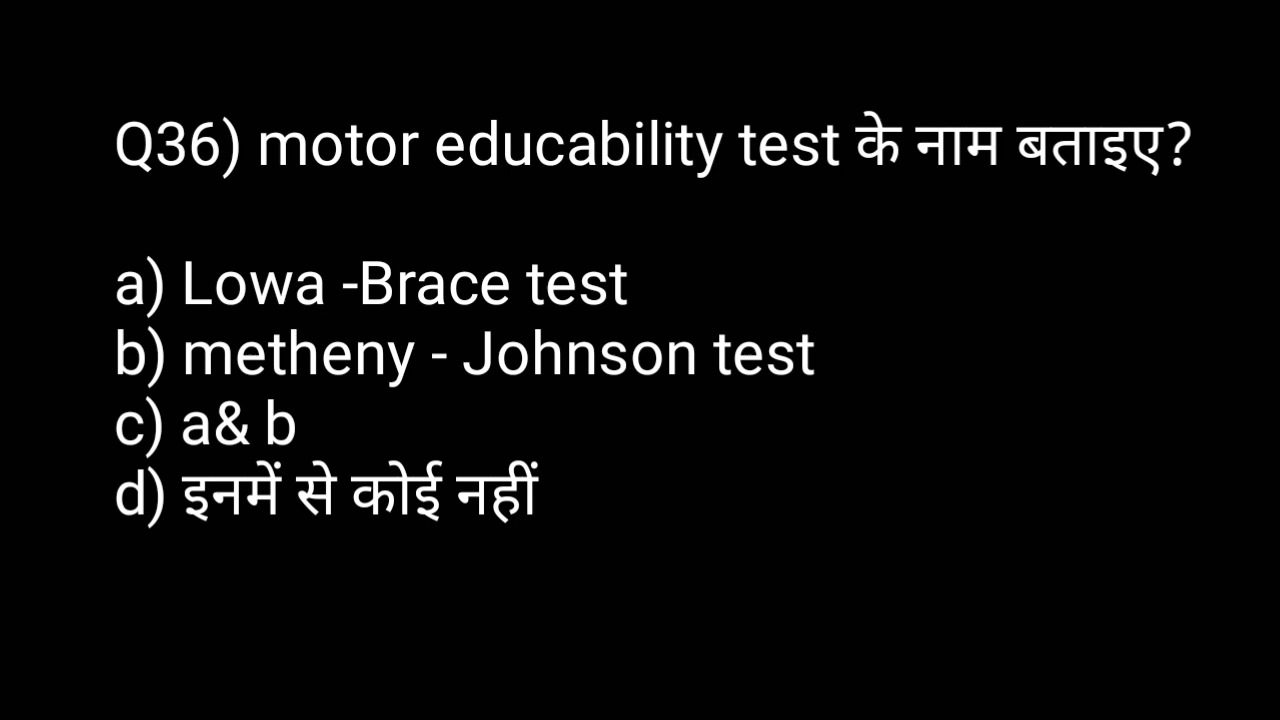 Q36) motor educability test के नाम बताइए?
a) Lowa -Brace test
b) metheny - Johnson test
c) a& b
d) इनमें से कोई नहीं